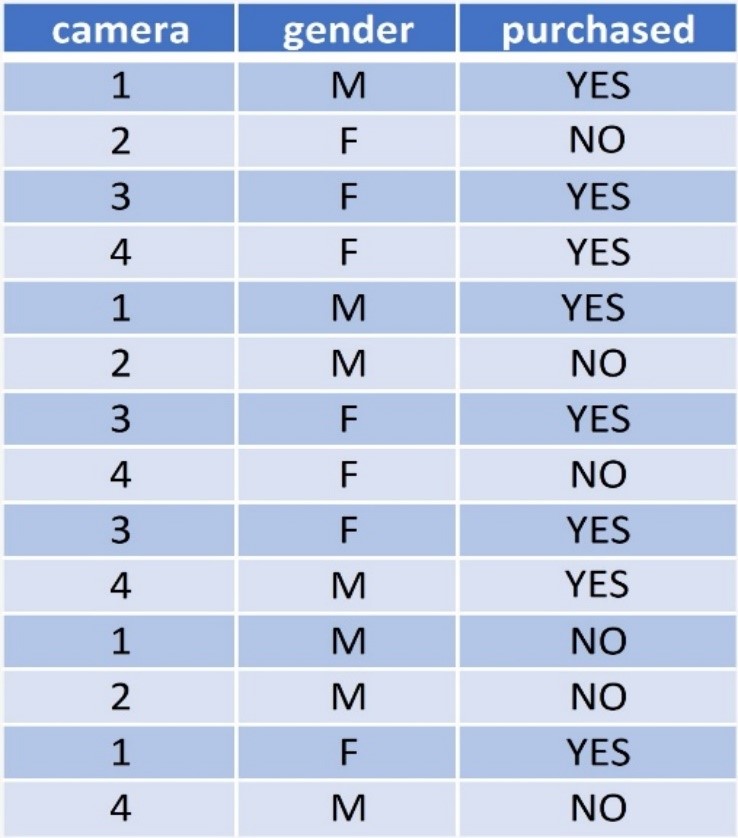 camera gender purchased
1 M YES
2 F NO
3 F YES
4 F YES
1 M YES
2 M NO
3 F YES
4 F NO
3 F YES
4 M YES
1 M NO
2 M NO
1 F YES
4 M NO